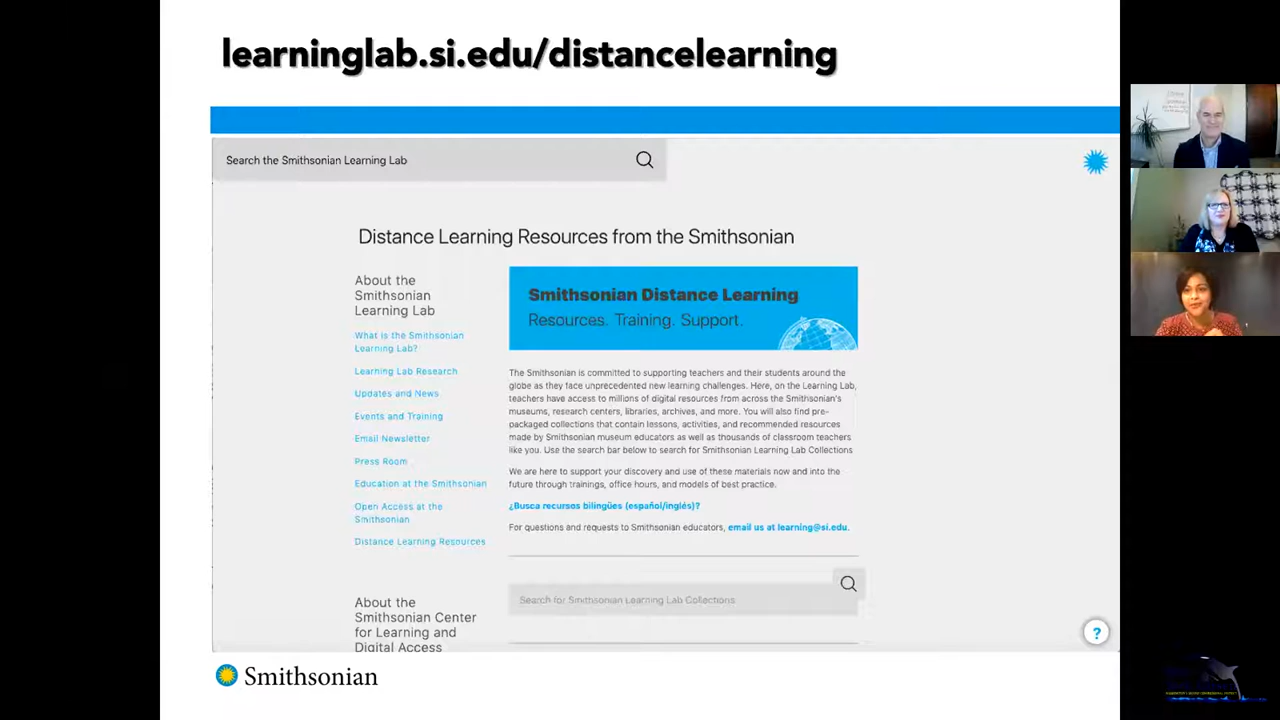 learninglab.si.edu/distancelearning
Search the Smithsonian Learning Lab
Distance Learning Resources from the Smithsonian
About the
Smithsonian
Learning Lab
What is the Smithsonian
Learning Lab?
Learning Lab Research
Updates and News
Events and Training
Email Newsletter
Press Room
Education at the Smithsonian
Open Access at the
Smithsonian
Distance Learning Resources
About the
Smithsonian Center
for Learning and
Digital Access
Smithsonian Distance Learning
Resources. Training. Support.
The Smithsonian is committed to supporting teachers and their students around the
globe as they face unprecedented new learning challenges. Here, on the Learning Lab,
teachers have access to millions of digital resources from across the Smithsonian's
museums, research centers, libraries, archives, and more. You will also find pre-
packaged collections that contain lessons, activities, and recommended resources
made by Smithsonian museum educators as well as thousands of classroom teachers
like you. Use the search bar below to search for Smithsonian Learning Lab Collections
We are here to support your discovery and use of these materials now and into the
future through trainings, office hours, and models of best practice.
¿Busca recursos bilingües (español/inglés)?
For questions and requests to Smithsonian educators, email us at learning@si.edu.
Search for Smithsonian Learning Lab Collections
?
Smithsonian